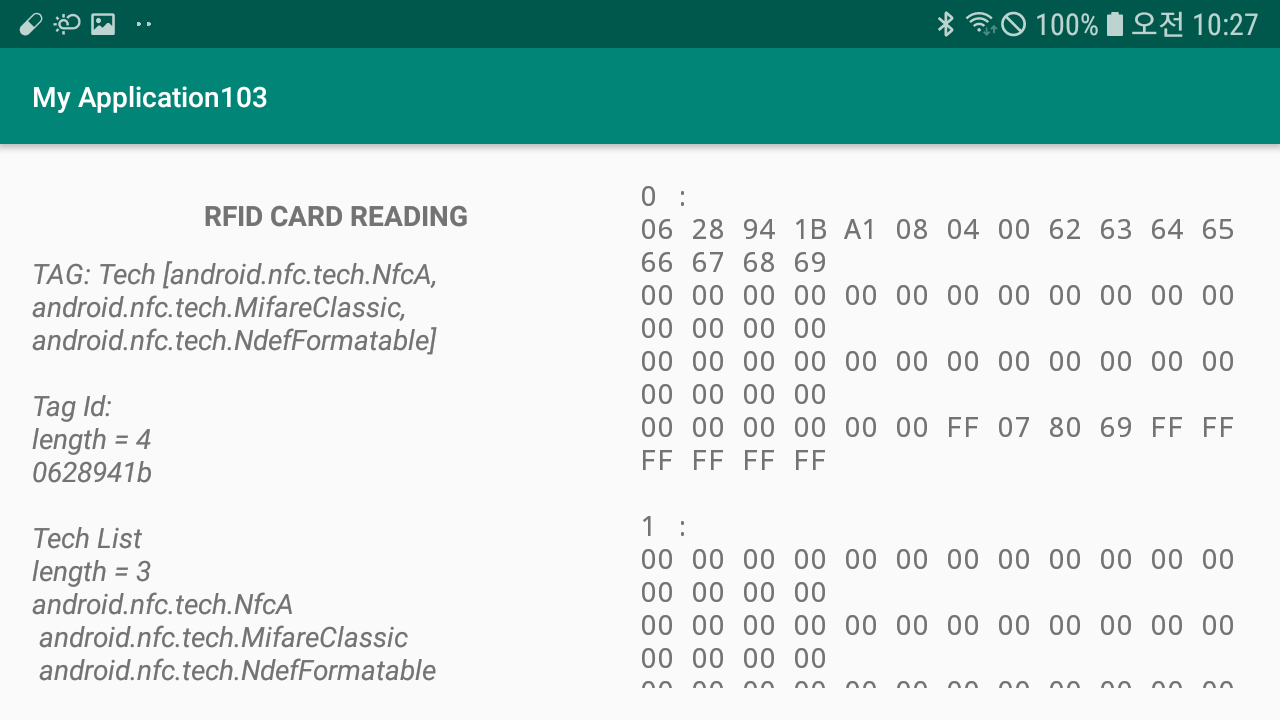 100% 오전 10:27
My Application103
RFID CARD READING
TAG: Tech [android.nfc.tech.NfcA,
android.nfc.tech.MifareClassic,
android.nfc.tech.NdefFormatable]
Tag Id:
length = 4
0628941b
Tech List
length = 3
android.nfc.tech.NfcA
android.nfc.tech.MifareClassic
android.nfc.tech.NdefFormatable
0 :
06 28 94 1B A1 08 04 00 62 63 64 65
66 67 68 69
00 00 00 00 00 00 00 00 00 00 00 00
00 00 00 00
00 00 00 00 00 00 00 00 00 00 00 00
00 00 00 00
00 00 00 00 00 00 FF 07 80 69 FF FF
FF FF FF FF
1 :
00 00 00 00 00 00 00 00 00 00 00 00
00 00 00 00
00 00 00 00 00 00 00 00 00 00 00 00
00 00 00 00